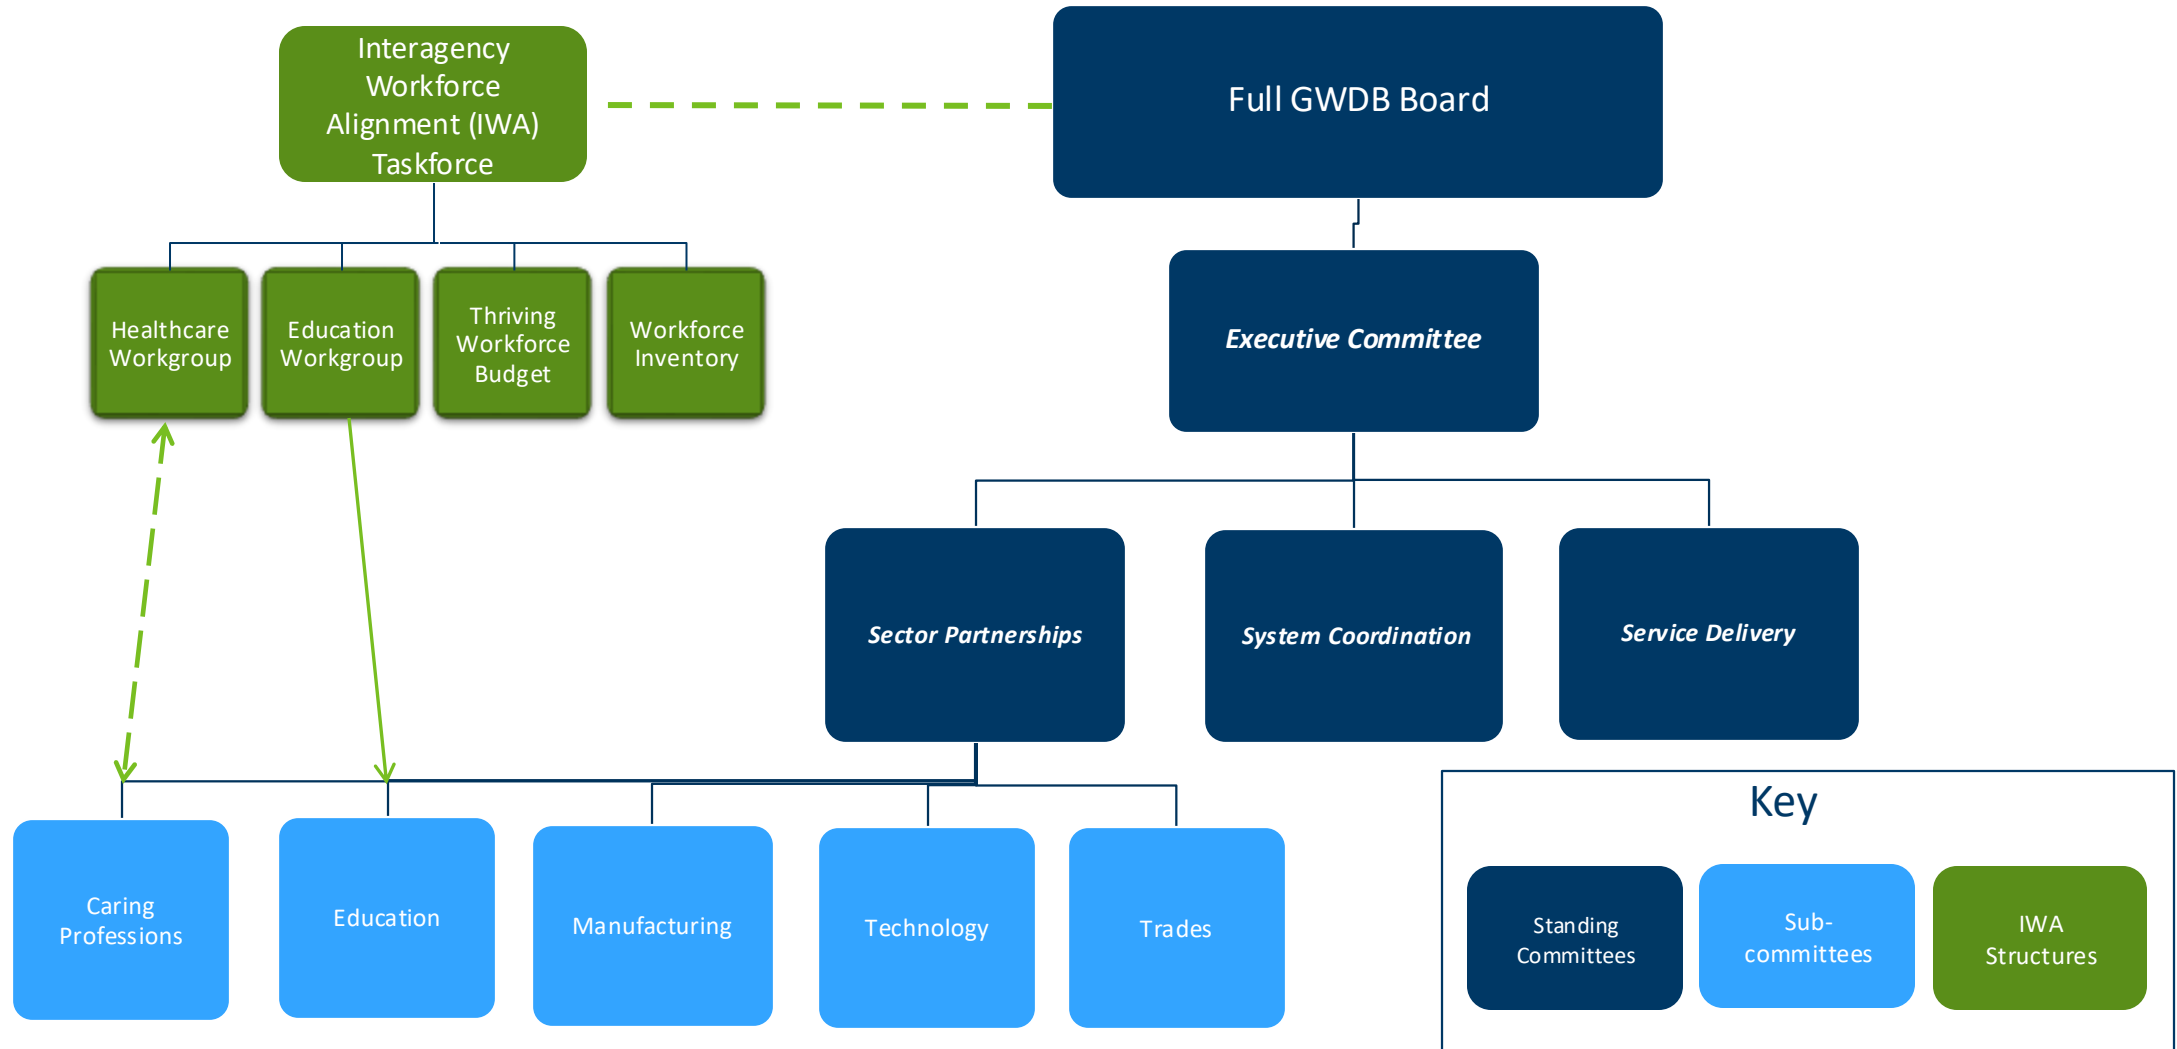 Interagency
Workforce
Alignment (IWA)
Taskforce
Full GWDB Board
Healthcare
Workgroup
Education
Workgroup
Thriving
Workforce
Budget
Workforce
Inventory
Executive Committee
Sector Partnerships
System Coordination
Service Delivery
Caring
Professions
Education
Manufacturing
Technology
Trades
Key
Standing
Committees
Sub-
committees
IWA
Structures